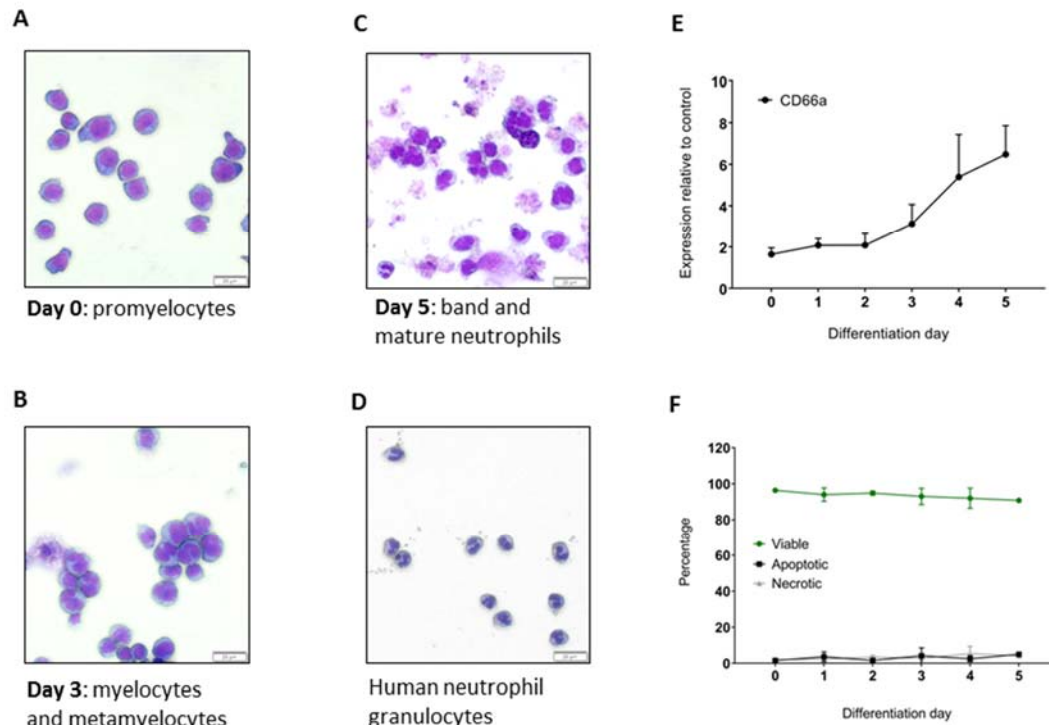 A
Day 0: promyelocytes
B
Day 3: myelocytes
and metamyelocytes
C
Day 5: band and
mature neutrophils
D
Human neutrophil
granulocytes
E
Expression relative to control
10
8
6
4
2
0
CD66a
0 1 2 3 4 5
Differentiation day
F
Percentage
120
100
80
60
40
20
0
Viable
Apoptotic
Necrotic
0 1 2 3 4 5
Differentiation day